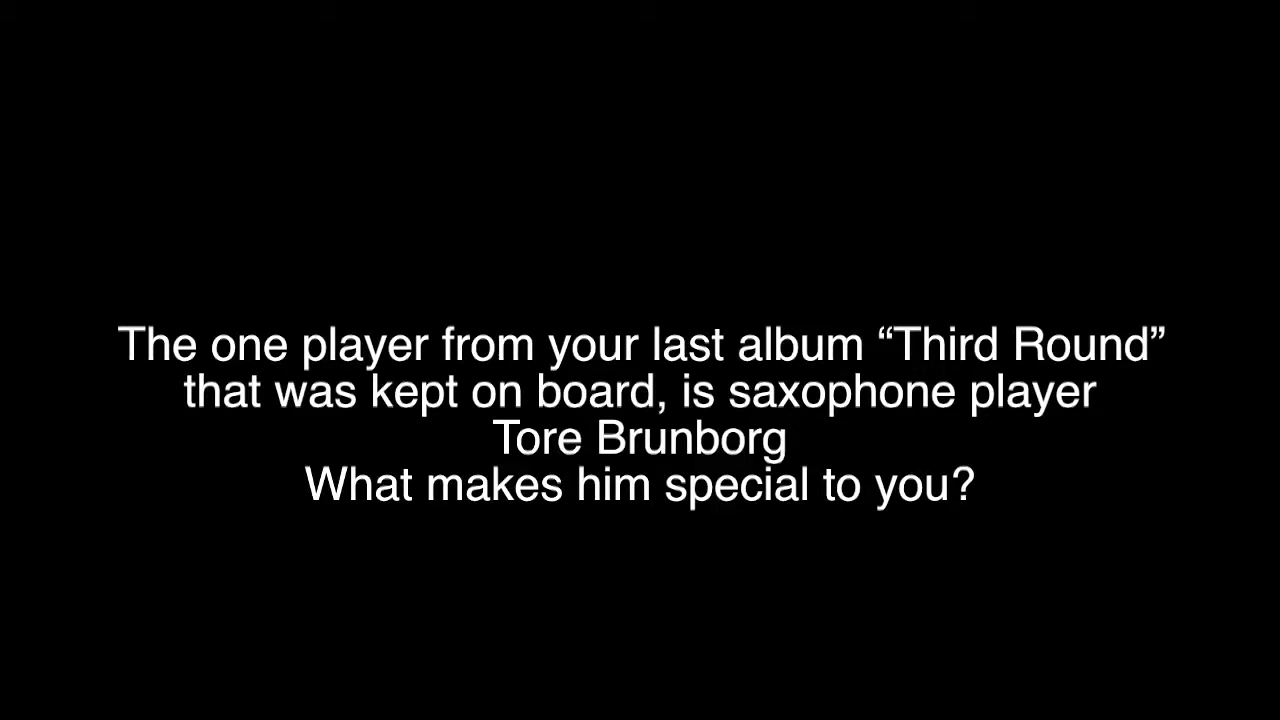 The one player from your last album “Third Round”
that was kept on board, is saxophone player
Tore Brunborg
What makes him special to you?